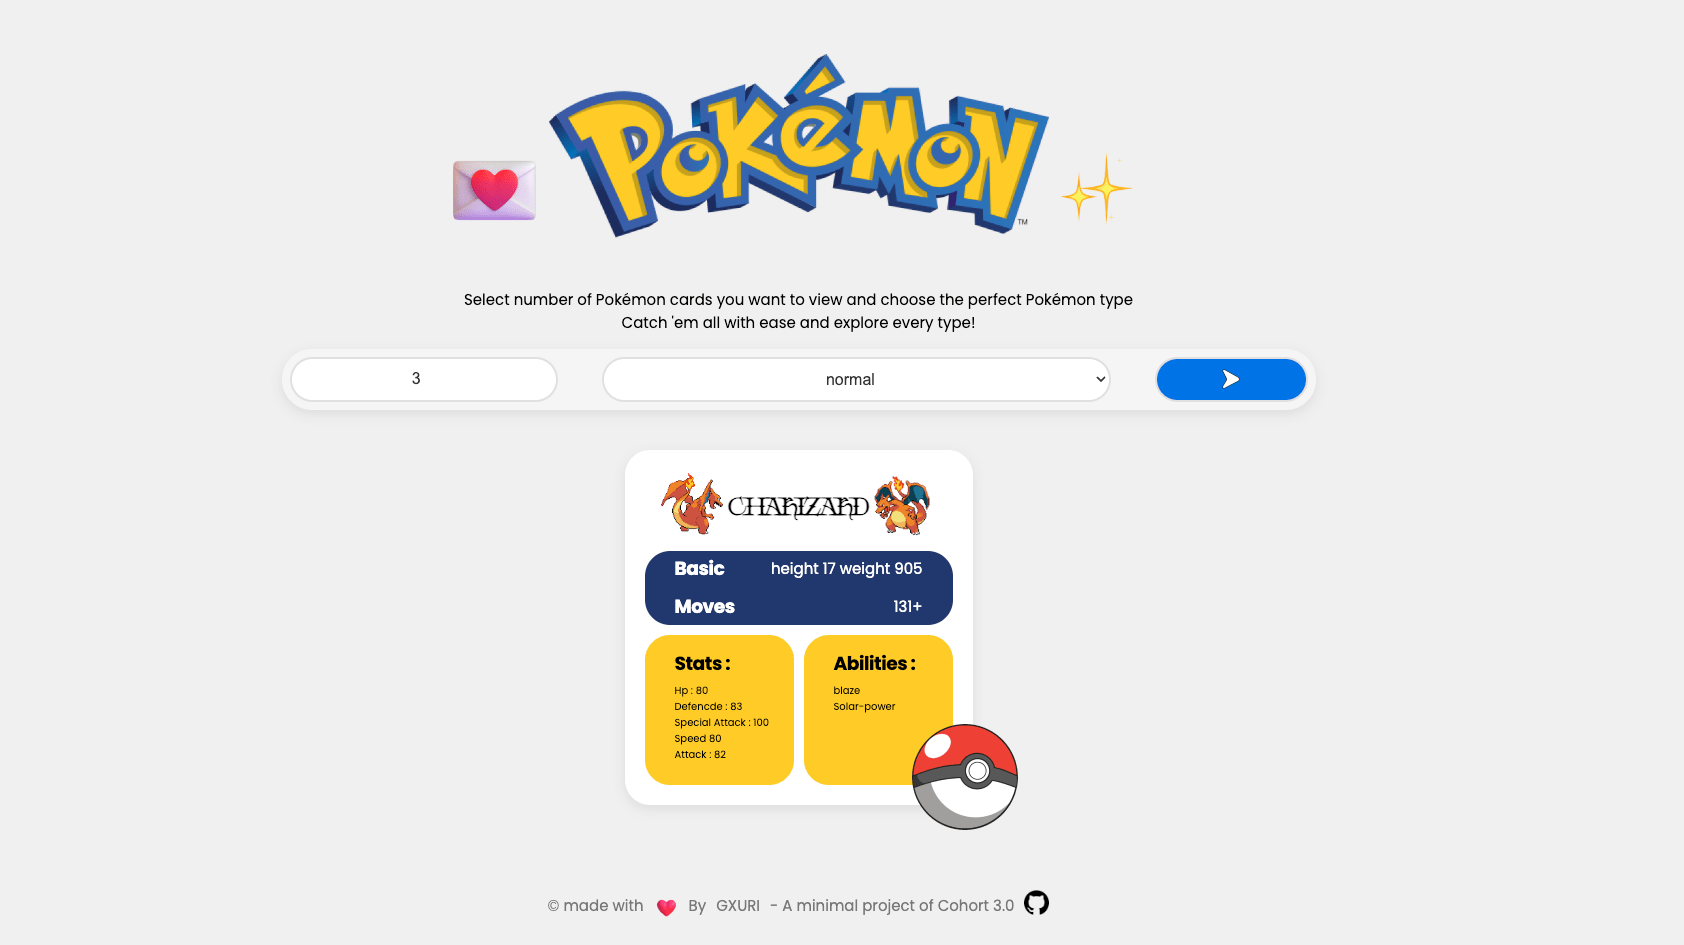 POKéMON
TM
Select number of Pokémon cards you want to view and choose the perfect Pokémon type
Catch 'em all with ease and explore every type!
3
normal
CHARIZARD
Basic height 17 weight 905
Moves 131+
Stats :
Hp : 80
Defencde : 83
Special Attack : 100
Speed 80
Attack : 82
Abilities :
blaze
Solar-power
© made with By GXURI - A minimal project of Cohort 3.0